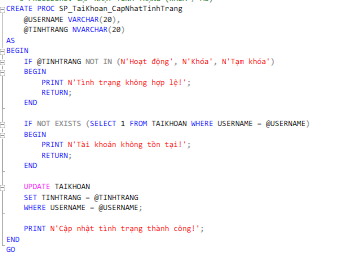 CREATE PROC SP_TaiKhoan_CapNhatTinhTrang
@USERNAME VARCHAR(20),
@TINHTRANG NVARCHAR(20)
AS
BEGIN
IF @TINHTRANG NOT IN (N'Hoạt động', N'Khóa', N'Tạm khóa')
BEGIN
PRINT N'Tình trạng không hợp lệ!';
RETURN;
END
IF NOT EXISTS (SELECT 1 FROM TAIKHOAN WHERE USERNAME = @USERNAME)
BEGIN
PRINT N'Tài khoản không tồn tại!';
RETURN;
END
UPDATE TAIKHOAN
SET TINHTRANG = @TINHTRANG
WHERE USERNAME = @USERNAME;
PRINT N'Cập nhật tình trạng thành công!';
END
GO